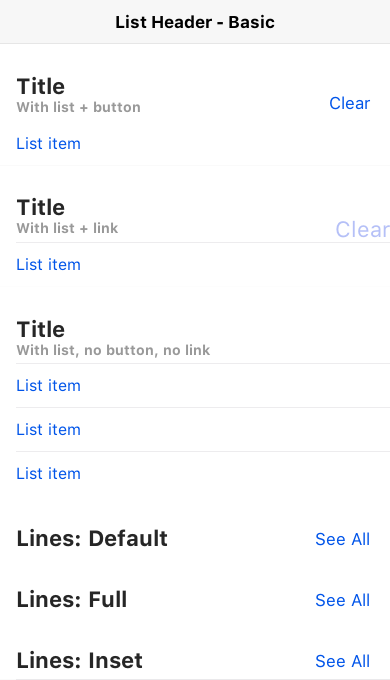 List Header - Basic
Title
With list + button
Clear
List item
Title
With list + link
Clear
List item
Title
With list, no button, no link
List item
List item
List item
Lines: Default
See All
Lines: Full
See All
Lines: Inset
See All